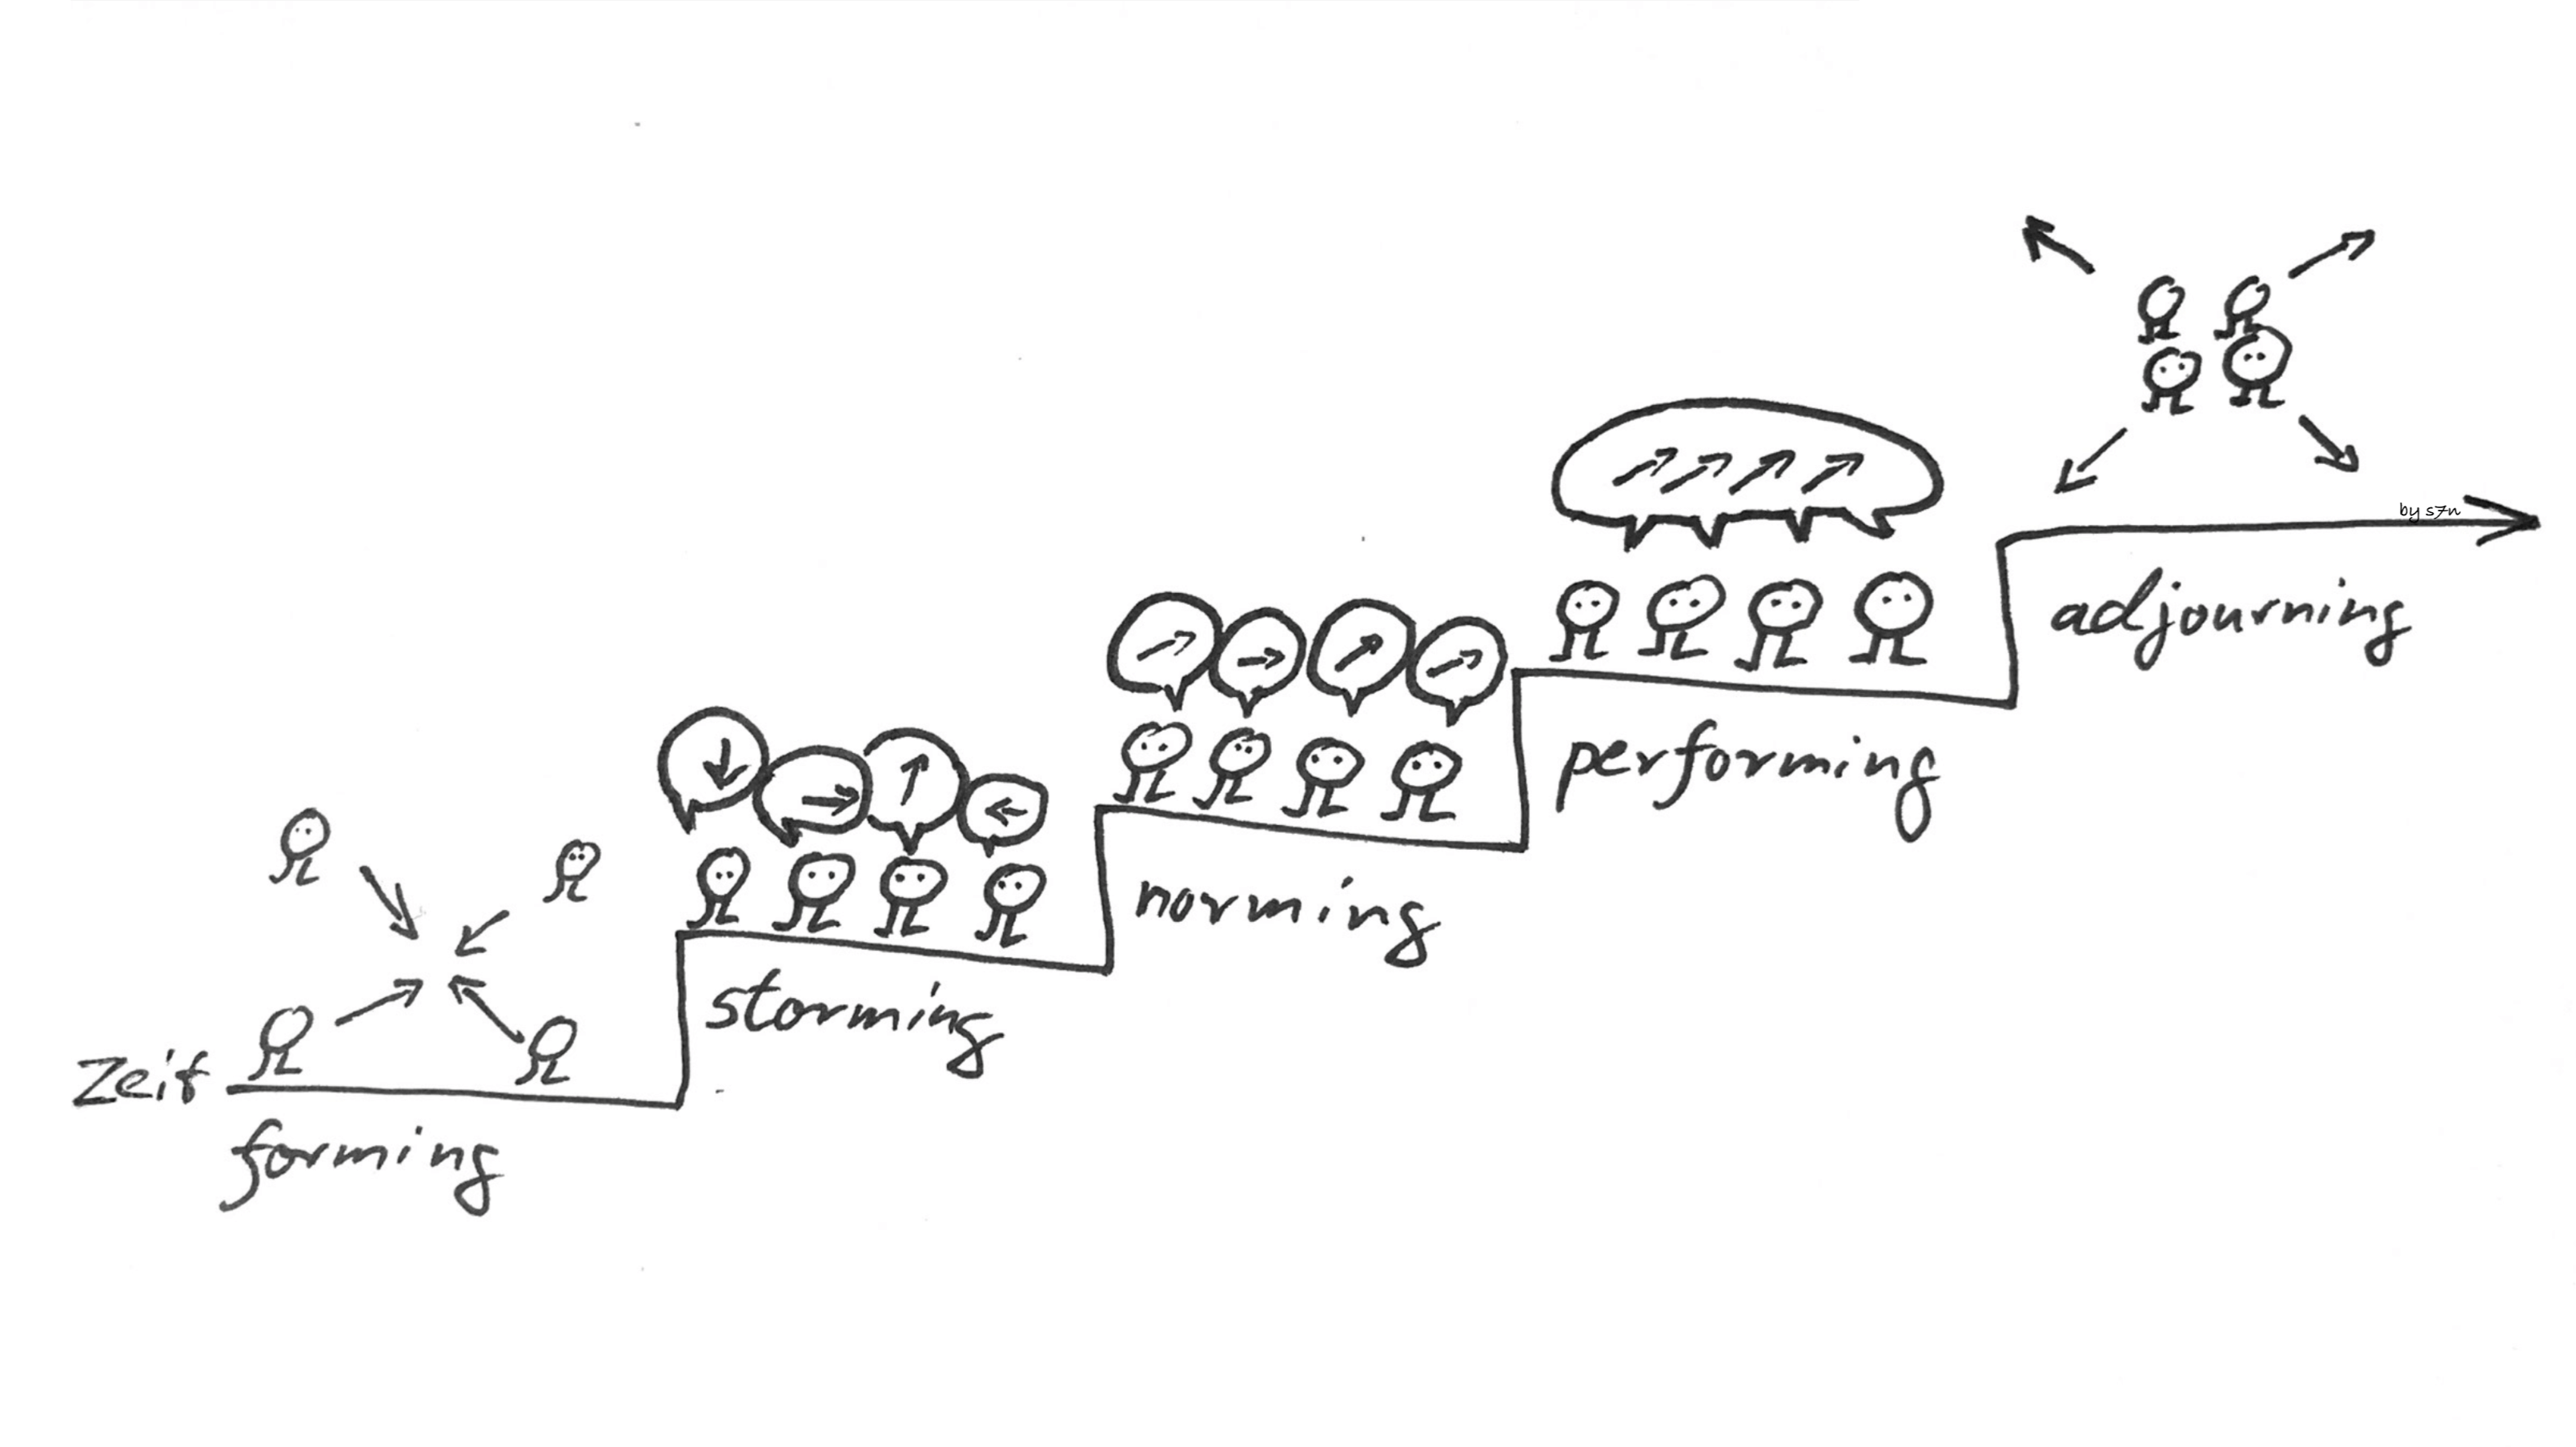 Zeit
forming
storming
norming
performing
adjourning
by s7n